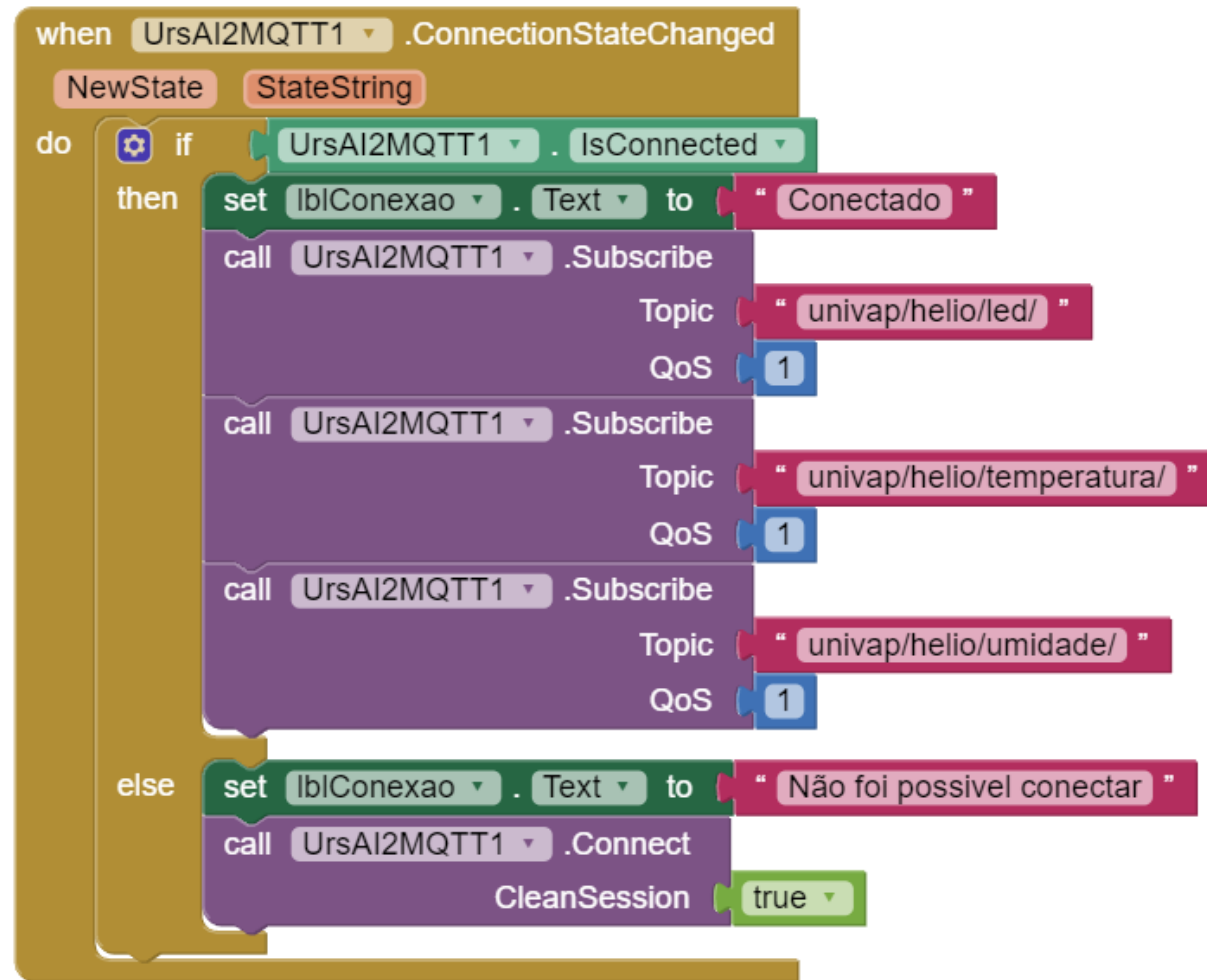 when UrsAI2MQTT1 .ConnectionStateChanged
NewState StateString
do if UrsAI2MQTT1 . IsConnected
then set lblConexao . Text to " Conectado "
call UrsAI2MQTT1 .Subscribe
Topic " univap/helio/led/ "
QoS 1
call UrsAI2MQTT1 .Subscribe
Topic " univap/helio/temperatura/ "
QoS 1
call UrsAI2MQTT1 .Subscribe
Topic " univap/helio/umidade/ "
QoS 1
else set lblConexao . Text to " Não foi possivel conectar "
call UrsAI2MQTT1 .Connect
CleanSession true